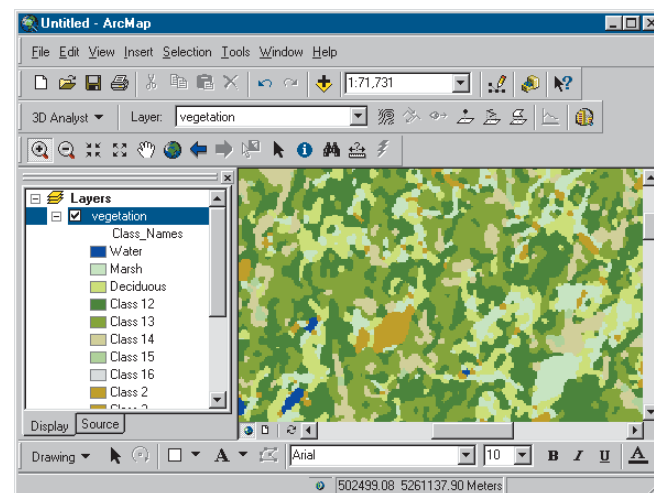 Untitled - ArcMap
File Edit View Insert Selection Tools Window Help
1:71,731
3D Analyst Layer: vegetation
Layers
vegetation
Class_Names
Water
Marsh
Deciduous
Class 12
Class 13
Class 14
Class 15
Class 16
Class 2
Display Source
Drawing A Arial 10 B I U A
502499.08 5261137.90 Meters